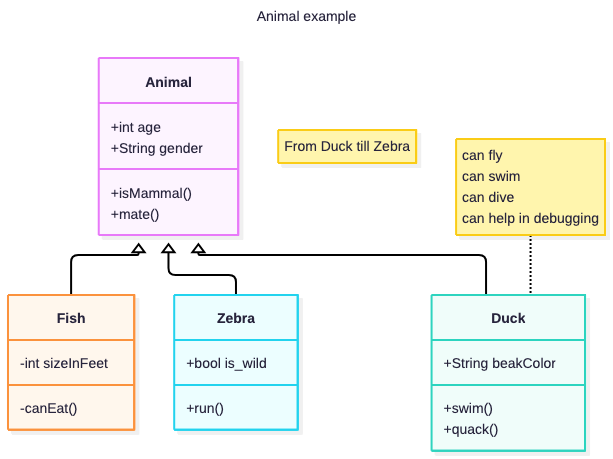 Animal example
Animal
+int age
+String gender
+isMammal()
+mate()
From Duck till Zebra
can fly
can swim
can dive
can help in debugging
Fish
-int sizeInFeet
-canEat()
Zebra
+bool is_wild
+run()
Duck
+String beakColor
+swim()
+quack()